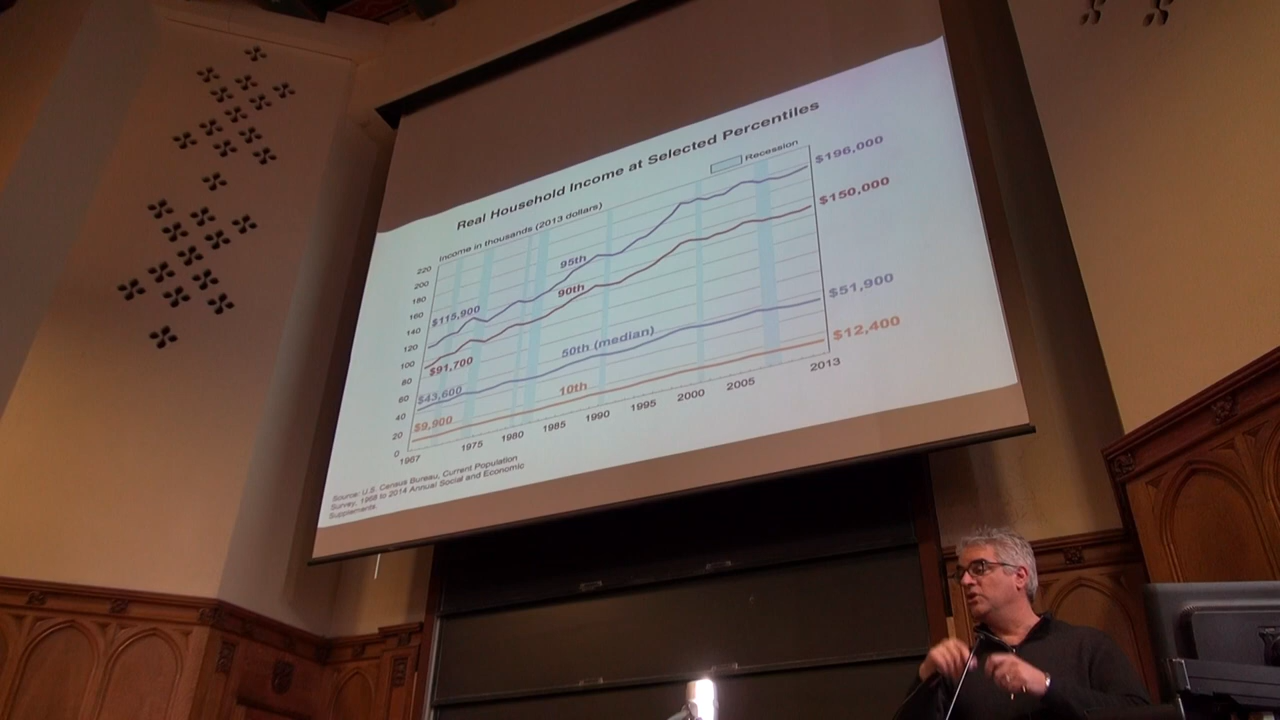 Real Household Income at Selected Percentiles
Recession
Income in thousands (2013 dollars)
220
200
180
160
140
120
100
80
60
40
20
0
$115,900
$91,700
$43,600
$9,900
95th
90th
50th (median)
10th
$196,000
$150,000
$51,900
$12,400
1967
1975
1980
1985
1990
1995
2000
2005
2013
Source: U.S. Census Bureau, Current Population
Survey, 1968 to 2014 Annual Social and Economic
Supplements.